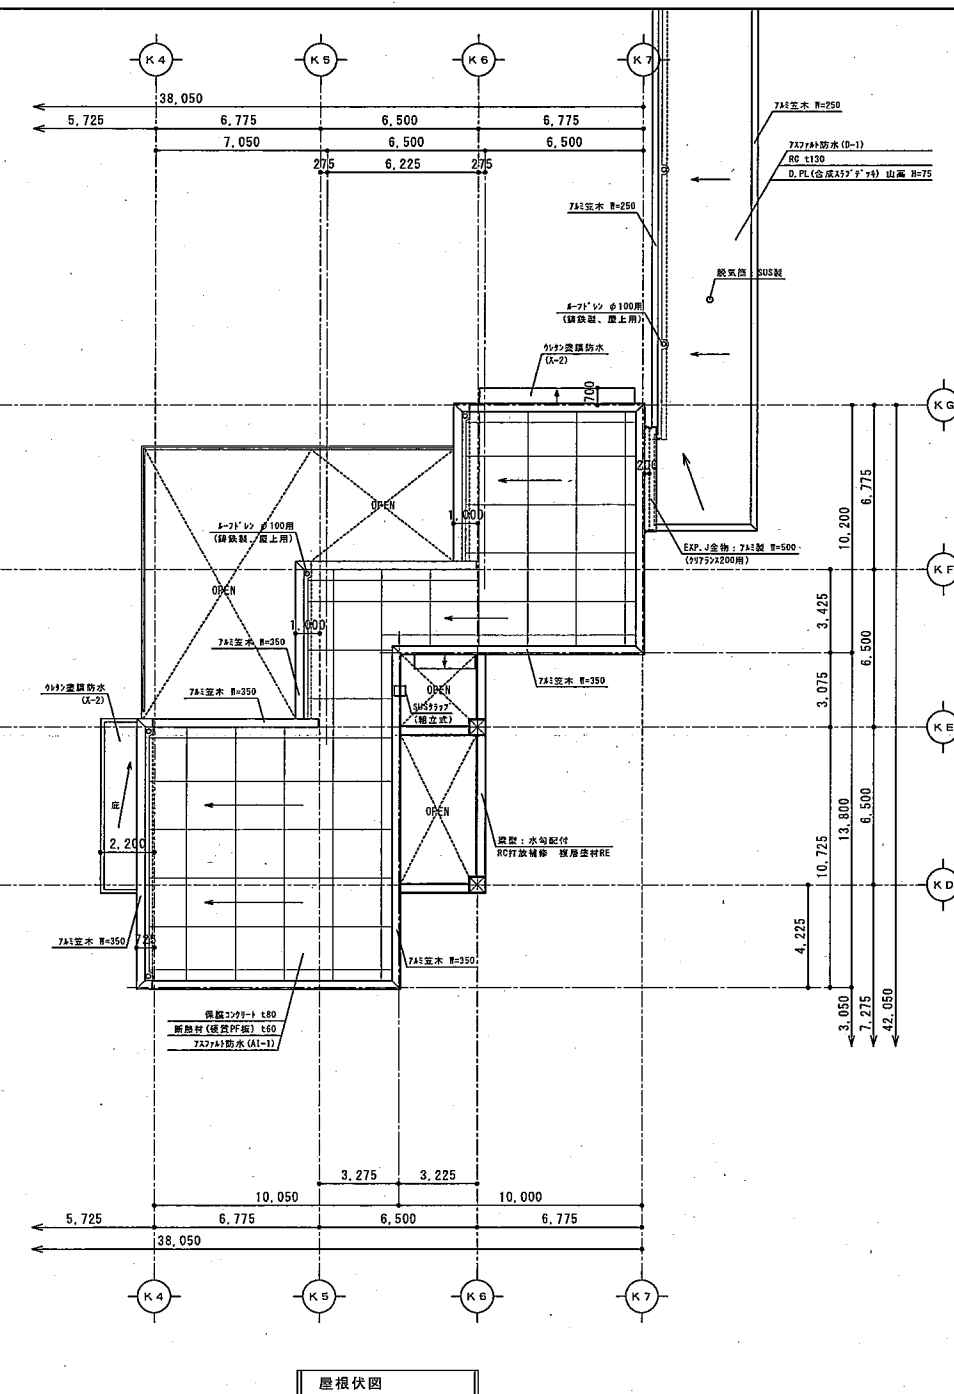 K4
K5
K6
K7
38,050
5,725
6,775
6,500
6,775
7,050
6,500
6,500
275
6,225
275
アルミ笠木 W=250
アスファルト防水(D-1)
RC t130
D.PL(合成スラブデッキ) 山高 H=75
アルミ笠木 W=250
脱気筒 SUS製
ルーフドレン φ100用
(鋳鉄製、屋上用)
ウレタン塗膜防水
(X-2)
700
KG
200
1,000
OPEN
ルーフドレン φ100用
(鋳鉄製、屋上用)
EXP.J金物:アルミ製 W=500
(クリアランス200用)
10,200
6,775
KF
OPEN
1,000
アルミ笠木 W=350
3,425
6,500
アルミ笠木 W=350
アルミ笠木 W=350
OPEN
SUSタラップ
(組立式)
ウレタン塗膜防水
(X-2)
3,075
KE
庇
2,200
OPEN
梁型:水勾配付
RC打放補修 複層塗材RE
13,800
6,500
10,725
KD
アルミ笠木 W=350
725
アルミ笠木 W=350
4,225
保護コンクリート t80
断熱材(硬質PF板) t60
アスファルト防水(AI-1)
3,050
7,275
42,050
3,275
3,225
10,050
10,000
5,725
6,775
6,500
6,775
38,050
K4
K5
K6
K7
屋根伏図